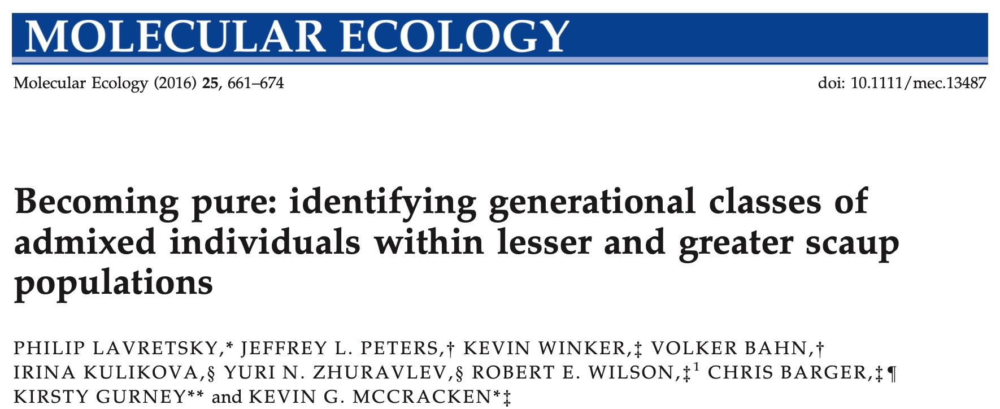 MOLECULAR ECOLOGY
Molecular Ecology (2016) 25, 661–674
doi: 10.1111/mec.13487
Becoming pure: identifying generational classes of
admixed individuals within lesser and greater scaup
populations
PHILIP LAVRETSKY,* JEFFREY L. PETERS,† KEVIN WINKER,‡ VOLKER BAHN,†
IRINA KULIKOVA,§ YURI N. ZHURAVLEV,§ ROBERT E. WILSON,‡¹ CHRIS BARGER,‡¶
KIRSTY GURNEY** and KEVIN G. MCCRACKEN*‡